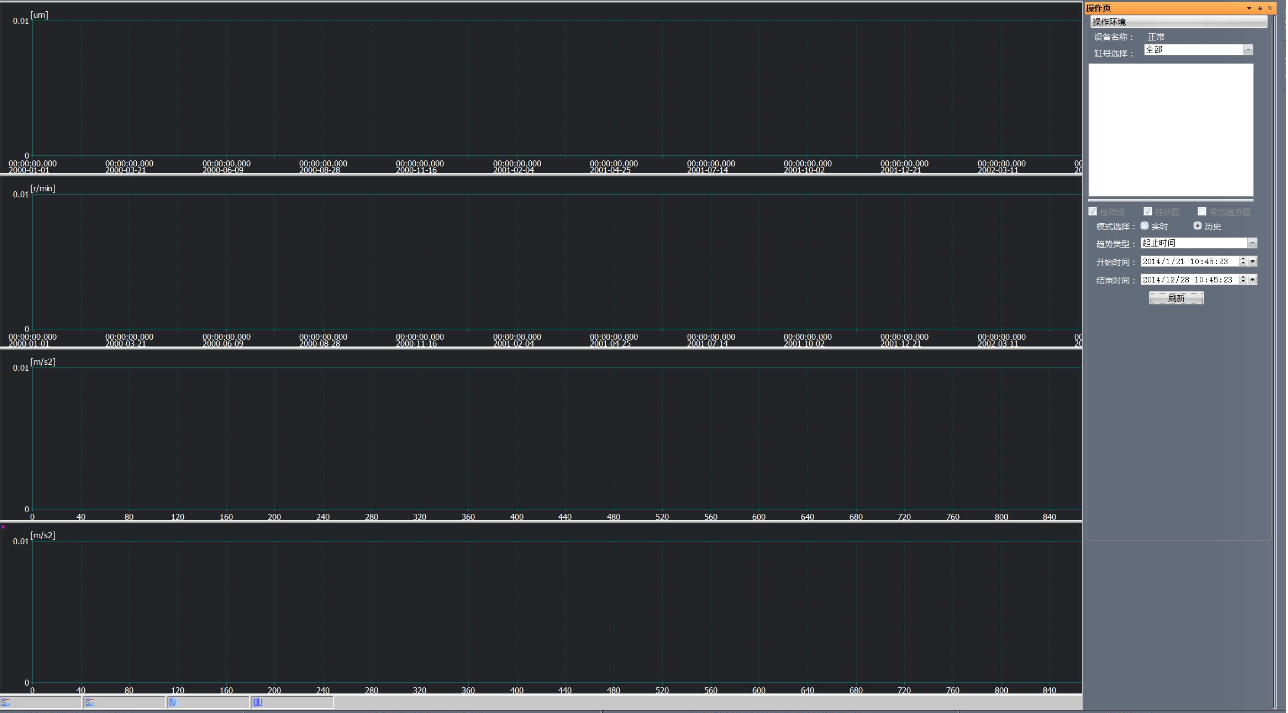 [um]
0.01
0
00:00:00.000 00:00:00.000 00:00:00.000 00:00:00.000 00:00:00.000 00:00:00.000 00:00:00.000 00:00:00.000 00:00:00.000 00:00:00.000 00
2000-01-01 2000-03-21 2000-06-09 2000-08-28 2000-11-16 2001-02-04 2001-04-25 2001-07-14 2001-10-02 2001-12-21 2002-03-11 20
[r/min]
0.01
0
00:00:00.000 00:00:00.000 00:00:00.000 00:00:00.000 00:00:00.000 00:00:00.000 00:00:00.000 00:00:00.000 00:00:00.000 00:00:00.000 00
2000-01-01 2000-03-21 2000-06-09 2000-08-28 2000-11-16 2001-02-04 2001-04-25 2001-07-14 2001-10-02 2001-12-21 2002-03-11 20
[m/s2]
0.01
0
0 40 80 120 160 200 240 280 320 360 400 440 480 520 560 600 640 680 720 760 800 840
[m/s2]
0.01
0
0 40 80 120 160 200 240 280 320 360 400 440 480 520 560 600 640 680 720 760 800 840
操作页
操作环境
设备名称： 正常
缸号选择： 全部
包络线 柱状图
模式选择： 实时 历史
趋势类型： 起止时间
开始时间： 2014/1/21 10:45:23
结束时间： 2014/12/28 10:45:23
刷新